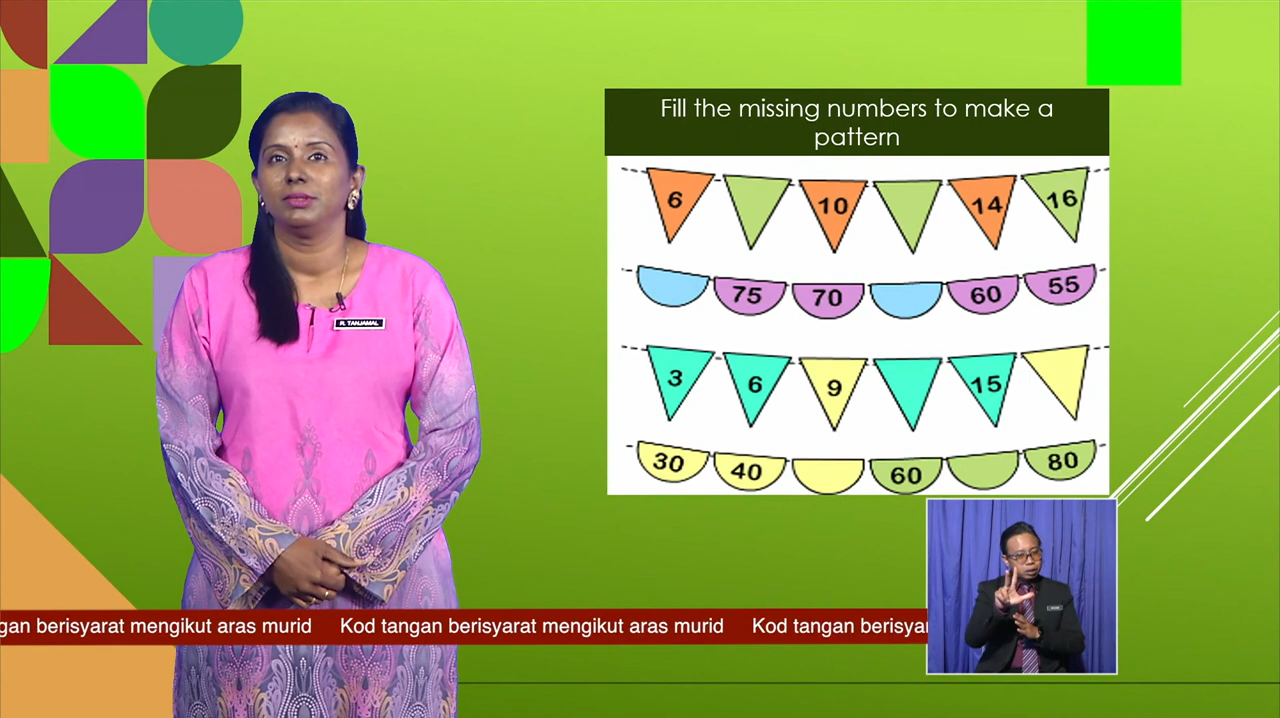 Fill the missing numbers to make a
pattern
6 10 14 16
75 70 60 55
3 6 9 15
30 40 60 80
R. TANJAMAL
gan berisyarat mengikut aras murid Kod tangan berisyarat mengikut aras murid Kod tangan berisyar